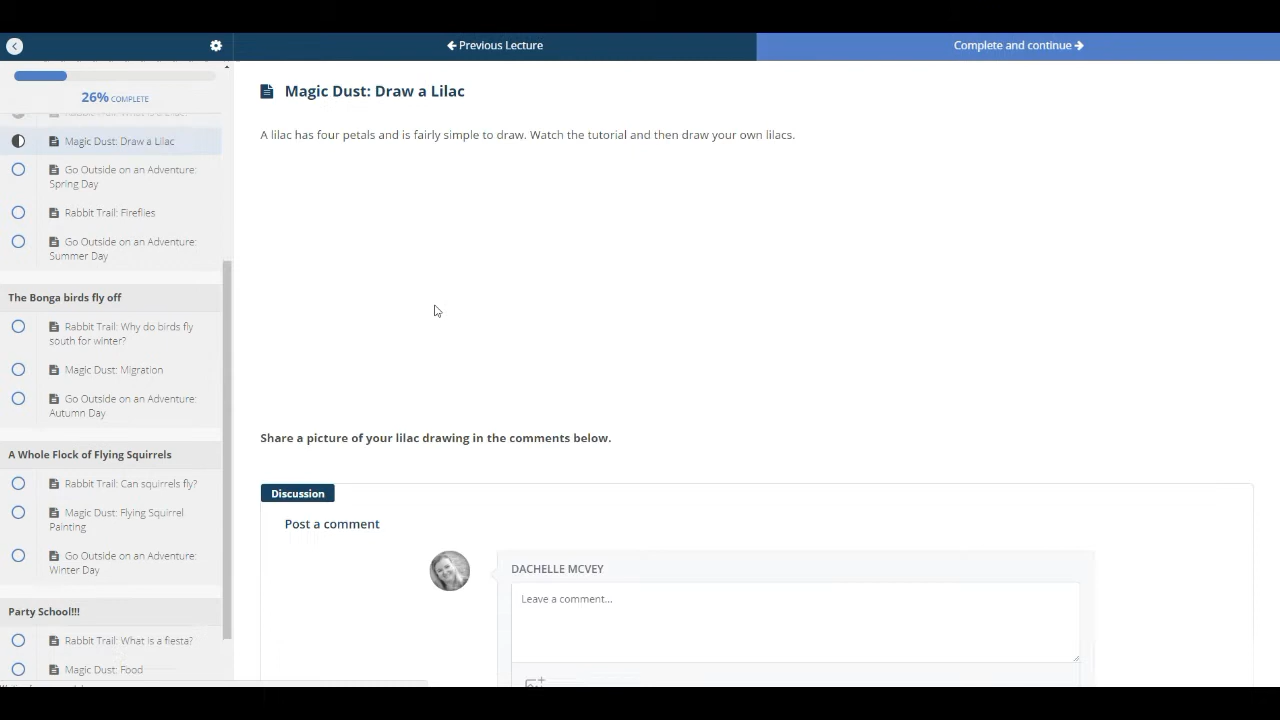 Previous Lecture
Complete and continue
26% COMPLETE
Magic Dust: Draw a Lilac
Go Outside on an Adventure:
Spring Day
Rabbit Trail: Fireflies
Go Outside on an Adventure:
Summer Day
The Bonga birds fly off
Rabbit Trail: Why do birds fly
south for winter?
Magic Dust: Migration
Go Outside on an Adventure:
Autumn Day
A Whole Flock of Flying Squirrels
Rabbit Trail: Can squirrels fly?
Magic Dust: Flying Squirrel
Painting
Go Outside on an Adventure:
Winter Day
Party School!!!
Rabbit Trail: What is a fiesta?
Magic Dust: Food
Magic Dust: Draw a Lilac
A lilac has four petals and is fairly simple to draw. Watch the tutorial and then draw your own lilacs.
Share a picture of your lilac drawing in the comments below.
Discussion
Post a comment
DACHELLE MCVEY
Leave a comment...